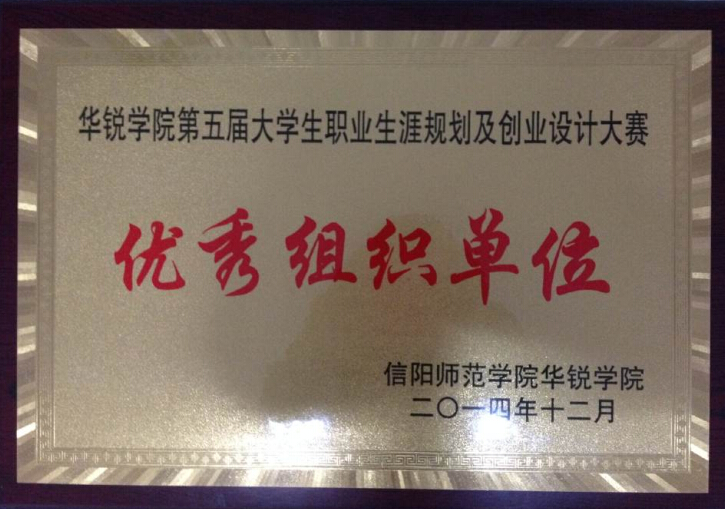 华锐学院第五届大学生职业生涯规划及创业设计大赛
优秀组织单位
信阳师范学院华锐学院
二〇一四年十二月